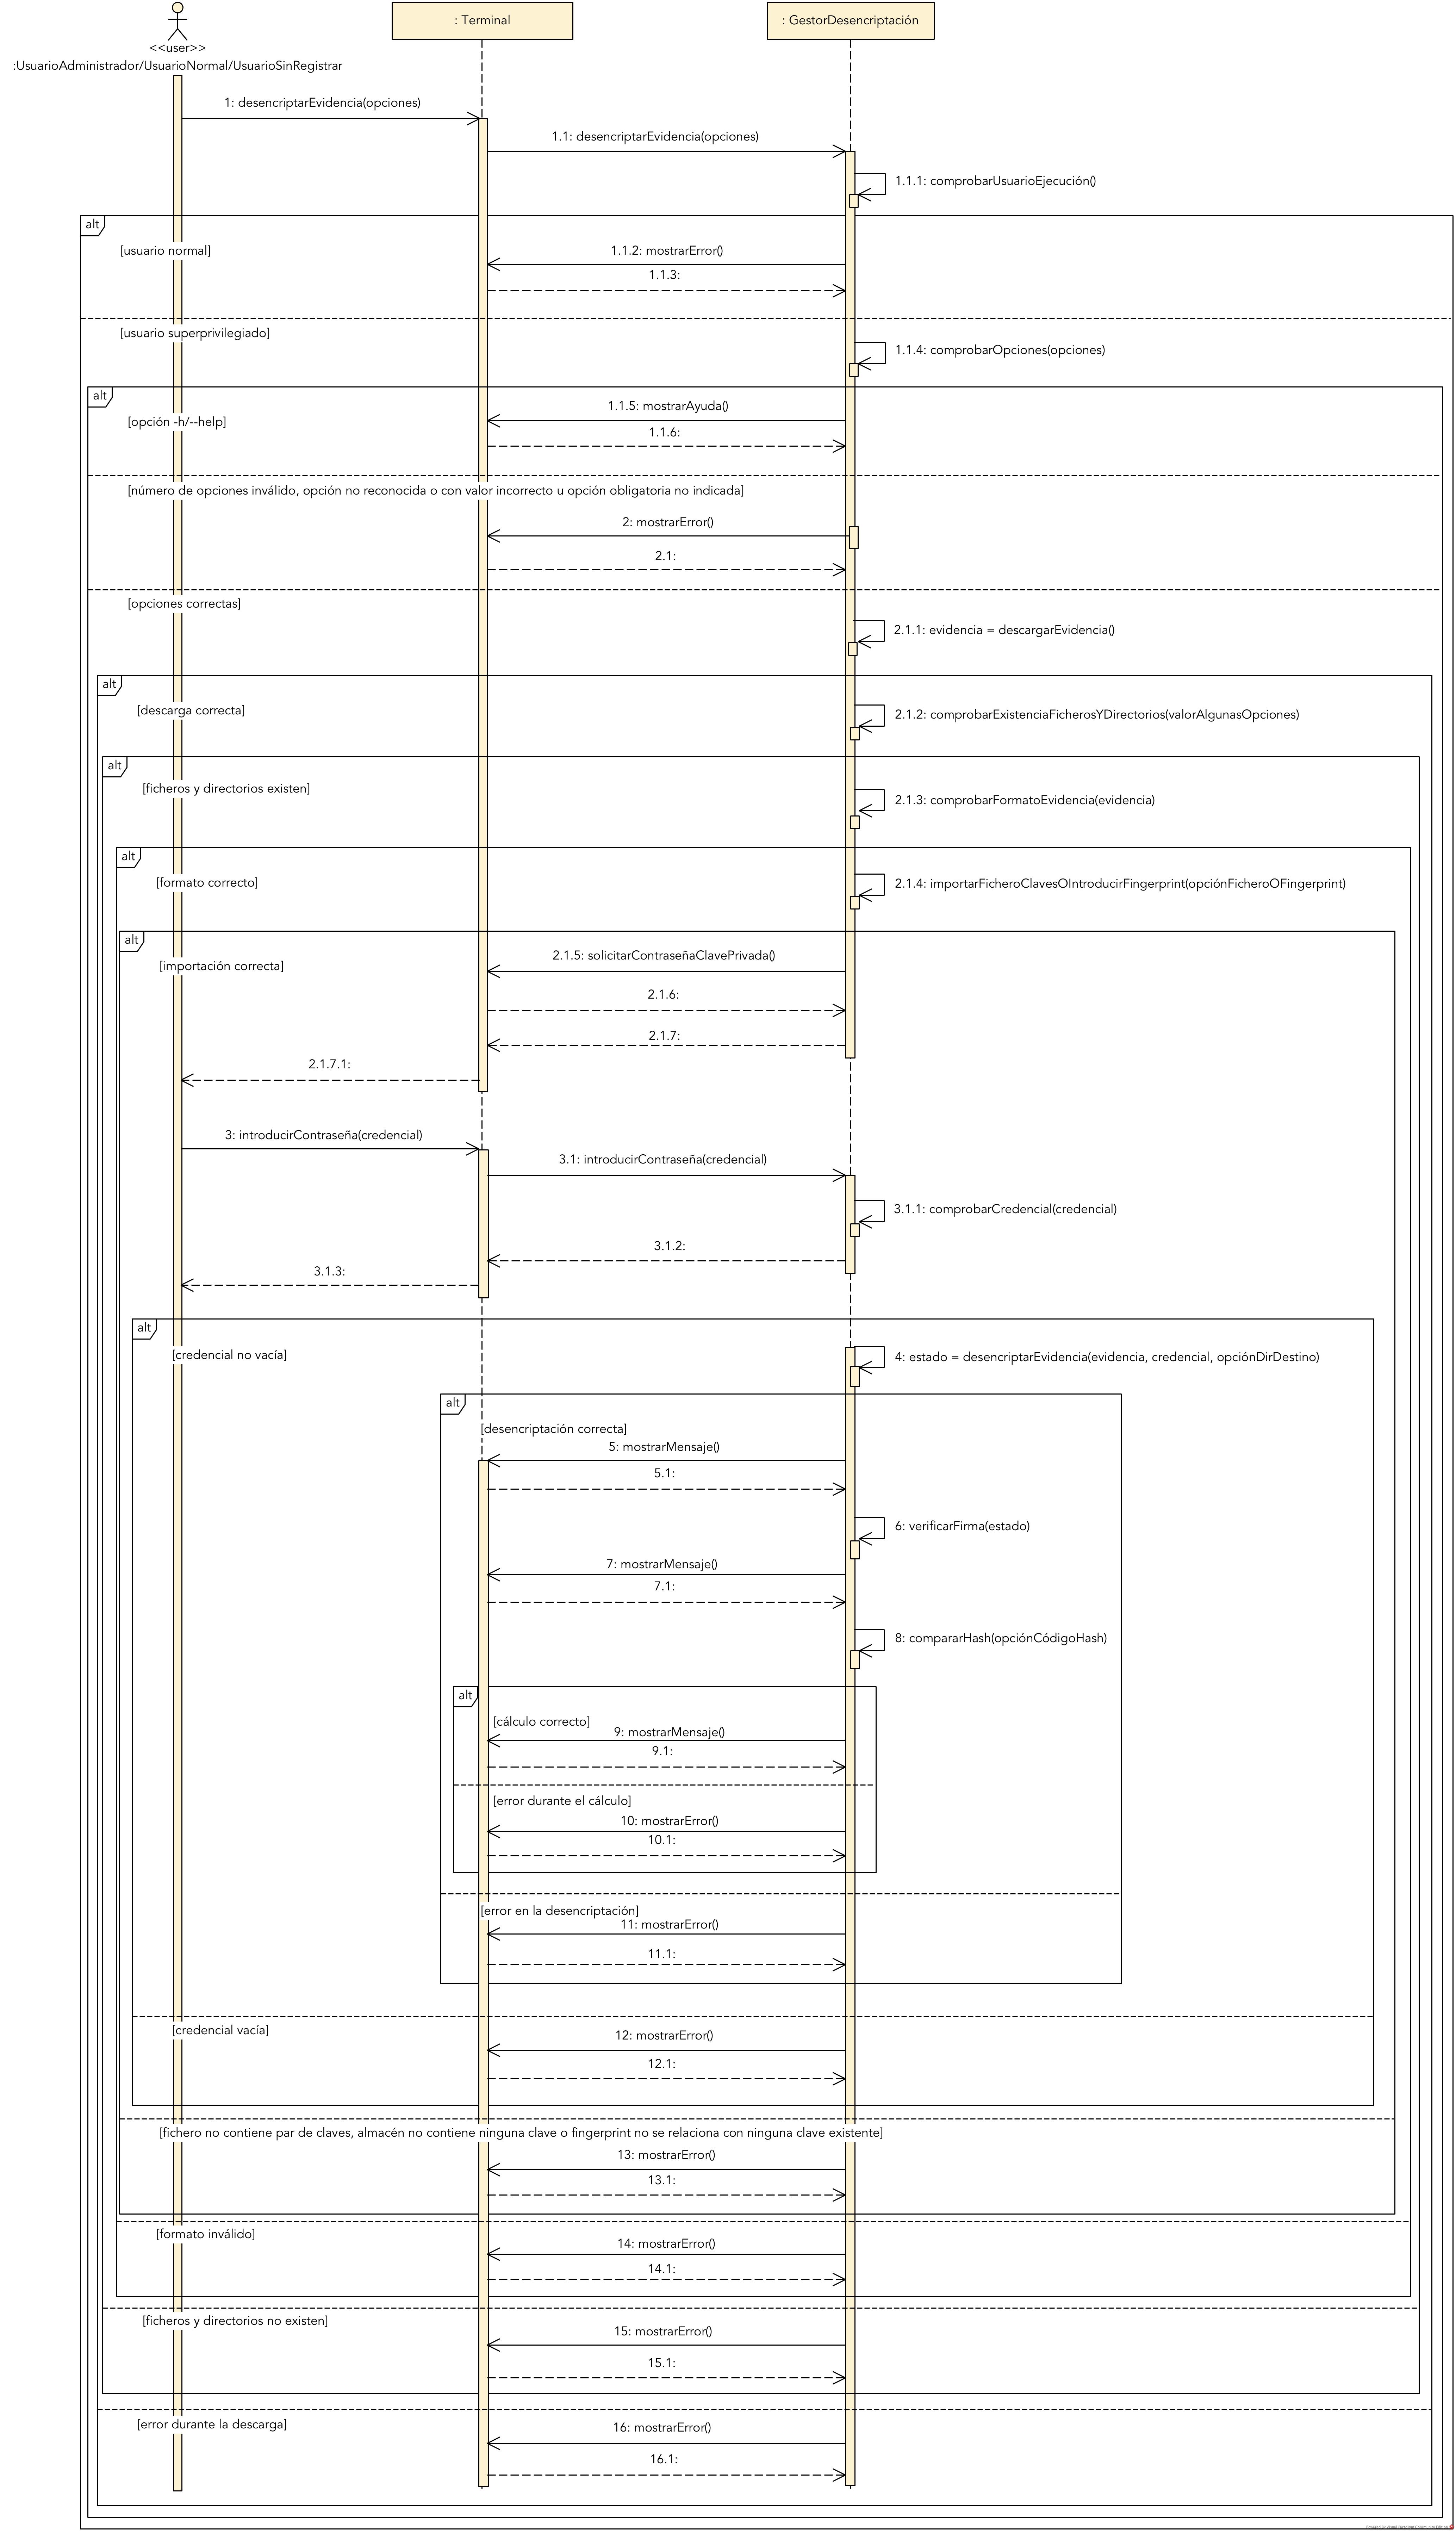 : Terminal
: GestorDesencriptación
<<user>>
:UsuarioAdministrador/UsuarioNormal/UsuarioSinRegistrar
1: desencriptarEvidencia(opciones)
1.1: desencriptarEvidencia(opciones)
1.1.1: comprobarUsuarioEjecución()
alt
[usuario normal]
1.1.2: mostrarError()
1.1.3:
[usuario superprivilegiado]
1.1.4: comprobarOpciones(opciones)
alt
1.1.5: mostrarAyuda()
[opción -h/--help]
1.1.6:
[número de opciones inválido, opción no reconocida o con valor incorrecto u opción obligatoria no indicada]
2: mostrarError()
2.1:
[opciones correctas]
2.1.1: evidencia = descargarEvidencia()
alt
[descarga correcta]
2.1.2: comprobarExistenciaFicherosYDirectorios(valorAlgunasOpciones)
alt
[ficheros y directorios existen]
2.1.3: comprobarFormatoEvidencia(evidencia)
alt
[formato correcto]
2.1.4: importarFicheroClavesOIntroducirFingerprint(opciónFicheroOFingerprint)
alt
2.1.5: solicitarContraseñaClavePrivada()
[importación correcta]
2.1.6:
2.1.7:
2.1.7.1:
3: introducirContraseña(credencial)
3.1: introducirContraseña(credencial)
3.1.1: comprobarCredencial(credencial)
3.1.2:
3.1.3:
alt
[credencial no vacía]
4: estado = desencriptarEvidencia(evidencia, credencial, opciónDirDestino)
alt
[desencriptación correcta]
5: mostrarMensaje()
5.1:
6: verificarFirma(estado)
7: mostrarMensaje()
7.1:
8: compararHash(opciónCódigoHash)
alt
[cálculo correcto]
9: mostrarMensaje()
9.1:
[error durante el cálculo]
10: mostrarError()
10.1:
[error en la desencriptación]
11: mostrarError()
11.1:
[credencial vacía]
12: mostrarError()
12.1:
[fichero no contiene par de claves, almacén no contiene ninguna clave o fingerprint no se relaciona con ninguna clave existente]
13: mostrarError()
13.1:
[formato inválido]
14: mostrarError()
14.1:
[ficheros y directorios no existen]
15: mostrarError()
15.1:
[error durante la descarga]
16: mostrarError()
16.1: